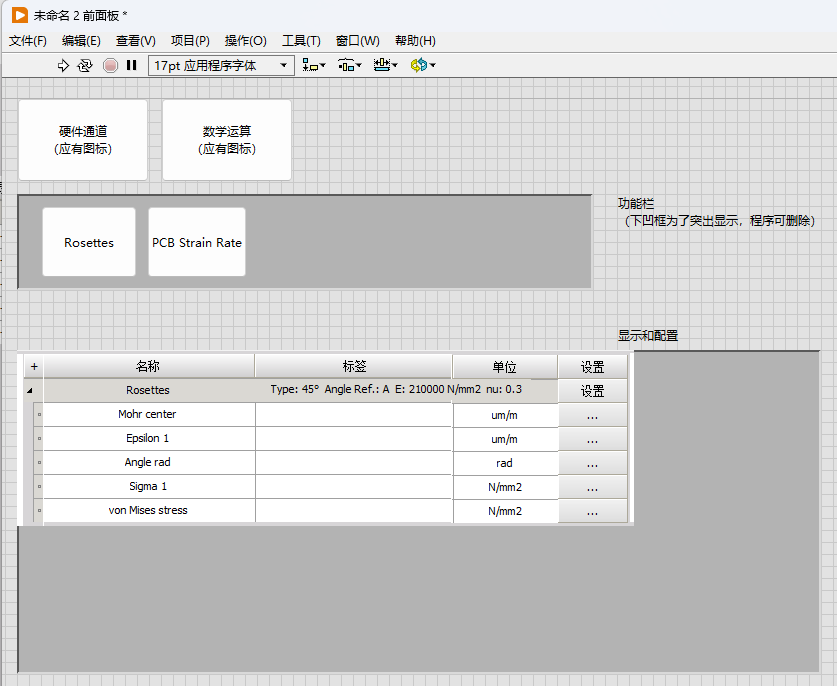 未命名 2 前面板 *
文件(F) 编辑(E) 查看(V) 项目(P) 操作(O) 工具(T) 窗口(W) 帮助(H)
17pt 应用程序字体
硬件通道
(应有图标)
数学运算
(应有图标)
功能栏
(下凹框为了突出显示，程序可删除)
Rosettes
PCB Strain Rate
显示和配置
+ 名称 标签 单位 设置
Rosettes Type: 45° Angle Ref.: A E: 210000 N/mm2 nu: 0.3 设置
Mohr center um/m ...
Epsilon 1 um/m ...
Angle rad rad ...
Sigma 1 N/mm2 ...
von Mises stress N/mm2 ...